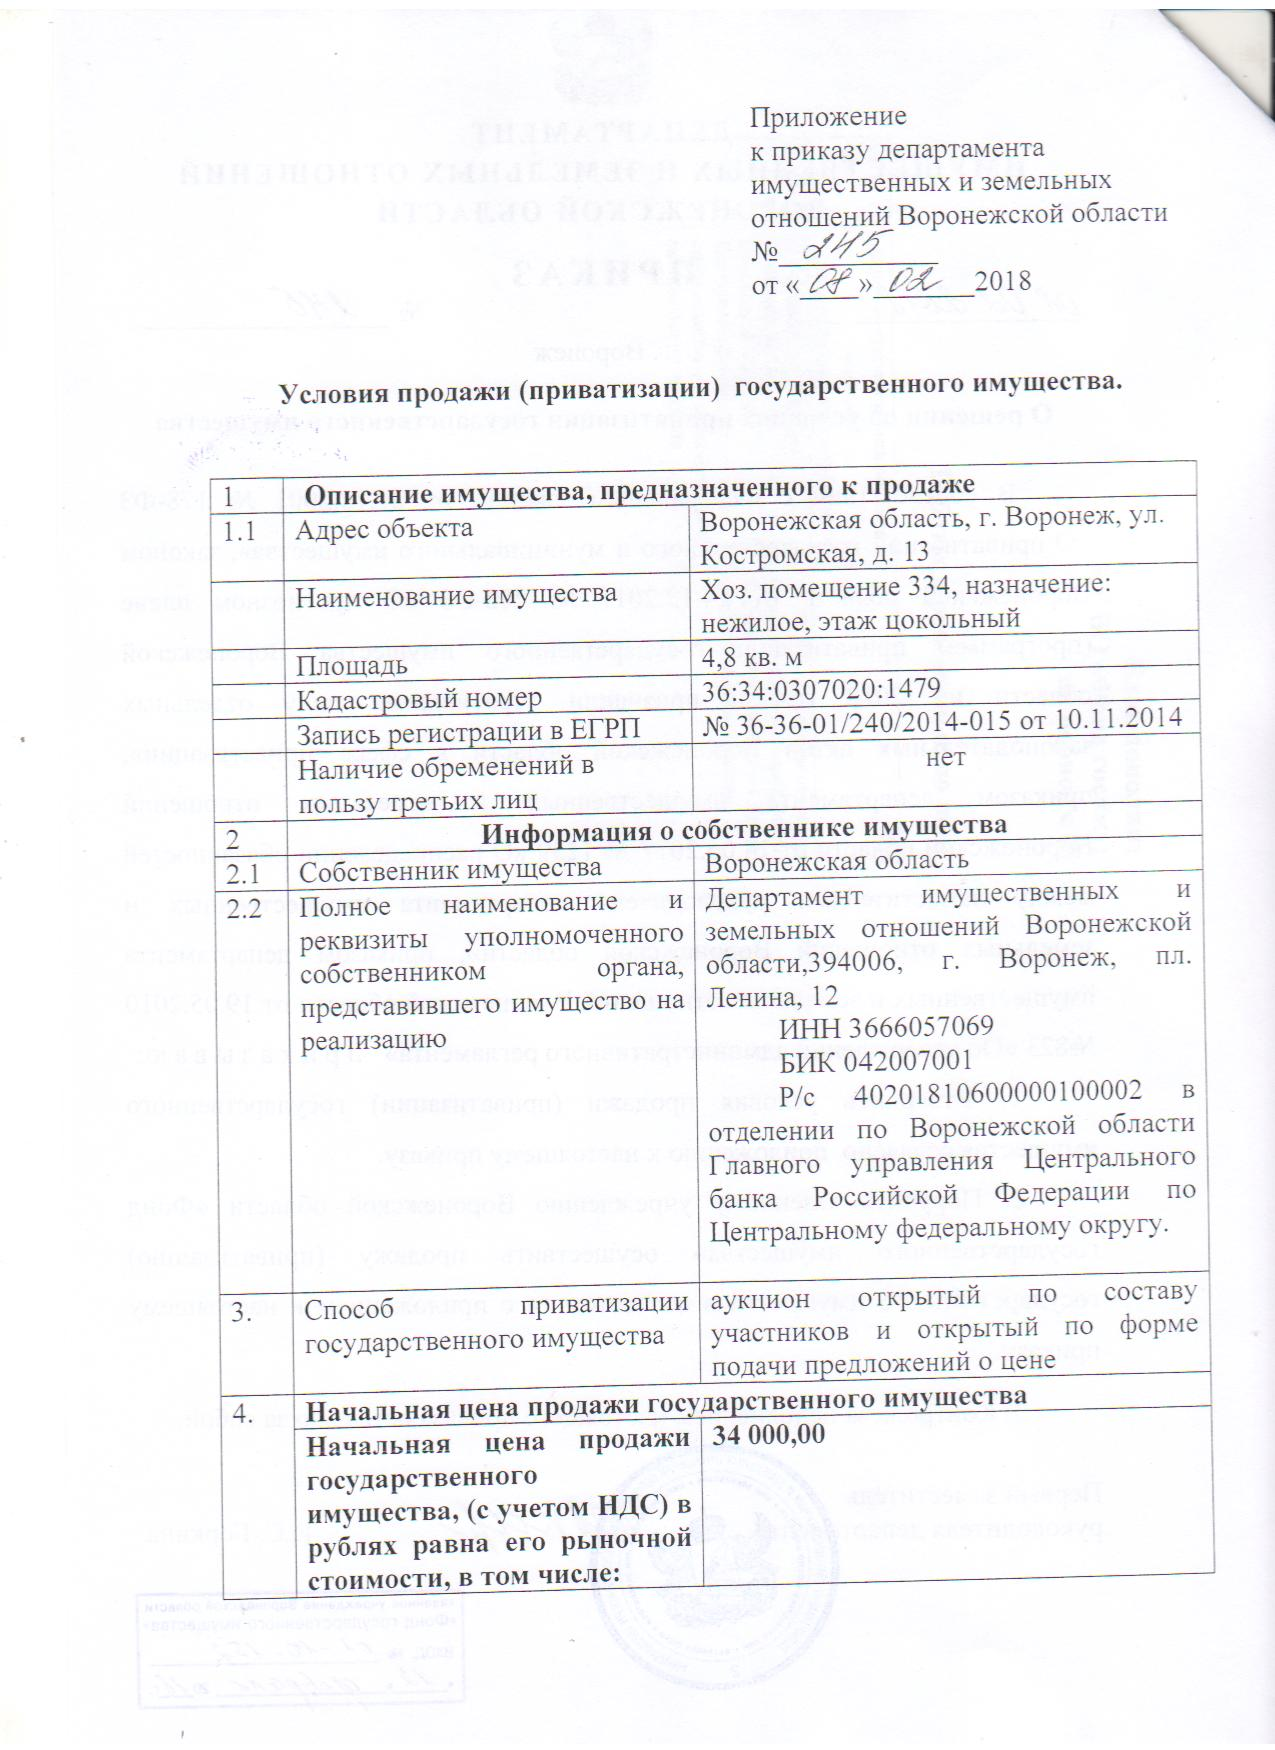 Приложение
к приказу департамента
имущественных и земельных
отношений Воронежской области
№ 245
от «08» 02 2018
Условия продажи (приватизации) государственного имущества.
1 Описание имущества, предназначенного к продаже
1.1 Адрес объекта Воронежская область, г. Воронеж, ул.
Костромская, д. 13
Наименование имущества Хоз. помещение 334, назначение:
нежилое, этаж цокольный
Площадь 4,8 кв. м
Кадастровый номер 36:34:0307020:1479
Запись регистрации в ЕГРП № 36-36-01/240/2014-015 от 10.11.2014
Наличие обременений в нет
пользу третьих лиц
2 Информация о собственнике имущества
2.1 Собственник имущества Воронежская область
2.2 Полное наименование и Департамент имущественных и
реквизиты уполномоченного земельных отношений Воронежской
собственником органа, области,394006, г. Воронеж, пл.
представившего имущество на Ленина, 12
реализацию ИНН 3666057069
БИК 042007001
Р/с 40201810600000100002 в
отделении по Воронежской области
Главного управления Центрального
банка Российской Федерации по
Центральному федеральному округу.
3. Способ приватизации аукцион открытый по составу
государственного имущества участников и открытый по форме
подачи предложений о цене
4. Начальная цена продажи государственного имущества
Начальная цена продажи 34 000,00
государственного
имущества, (с учетом НДС) в
рублях равна его рыночной
стоимости, в том числе: